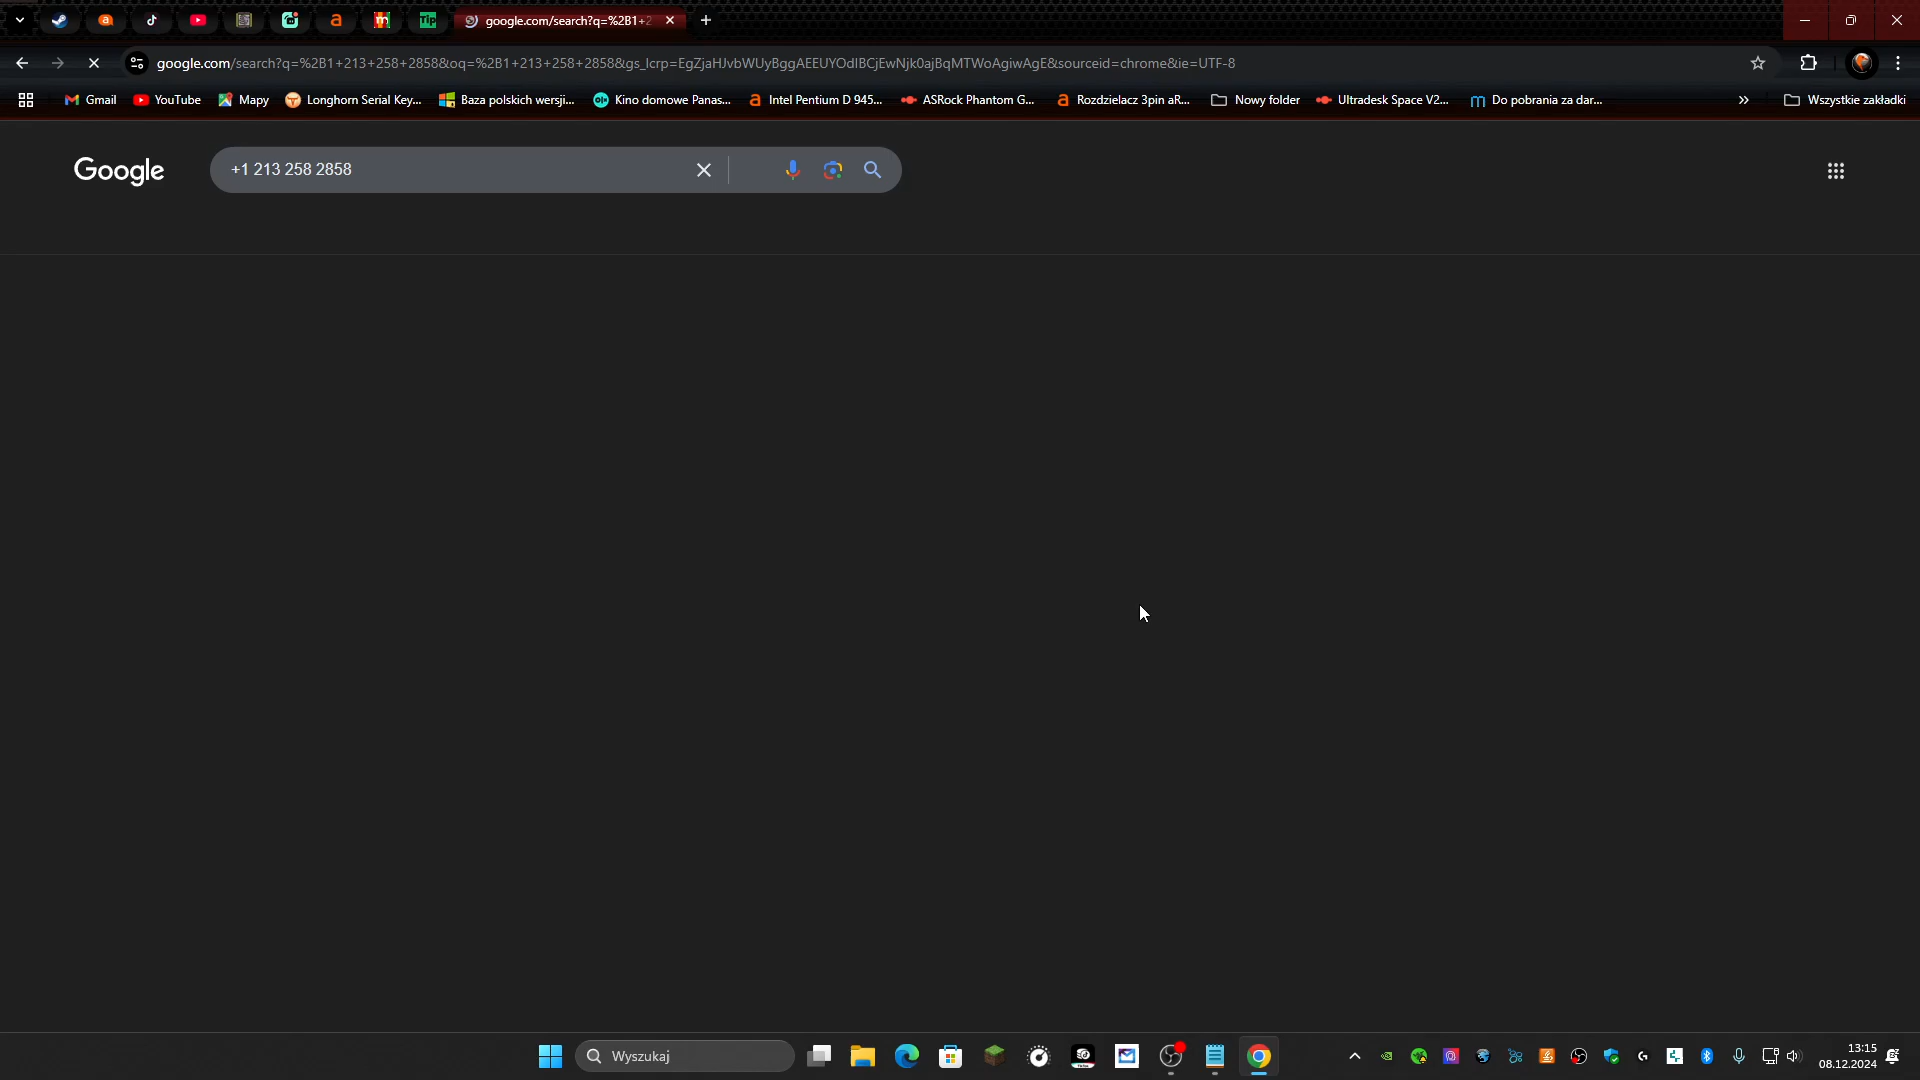 google.com/search?q=%2B1+2
google.com/search?q=%2B1+213+258+2858&oq=%2B1+213+258+2858&gs_lcrp=EgZjaHJvbWUyBggAEEUYOdIBCjEwNjk0ajBqMTWoAgiwAgE&sourceid=chrome&ie=UTF-8
Gmail YouTube Mapy Longhorn Serial Key... Baza polskich wersji... Kino domowe Panas... Intel Pentium D 945... ASRock Phantom G... Rozdzielacz 3pin aR... Nowy folder Ultradesk Space V2... Do pobrania za dar... » Wszystkie zakładki
Google +1 213 258 2858
Wyszukaj
13:15
08.12.2024